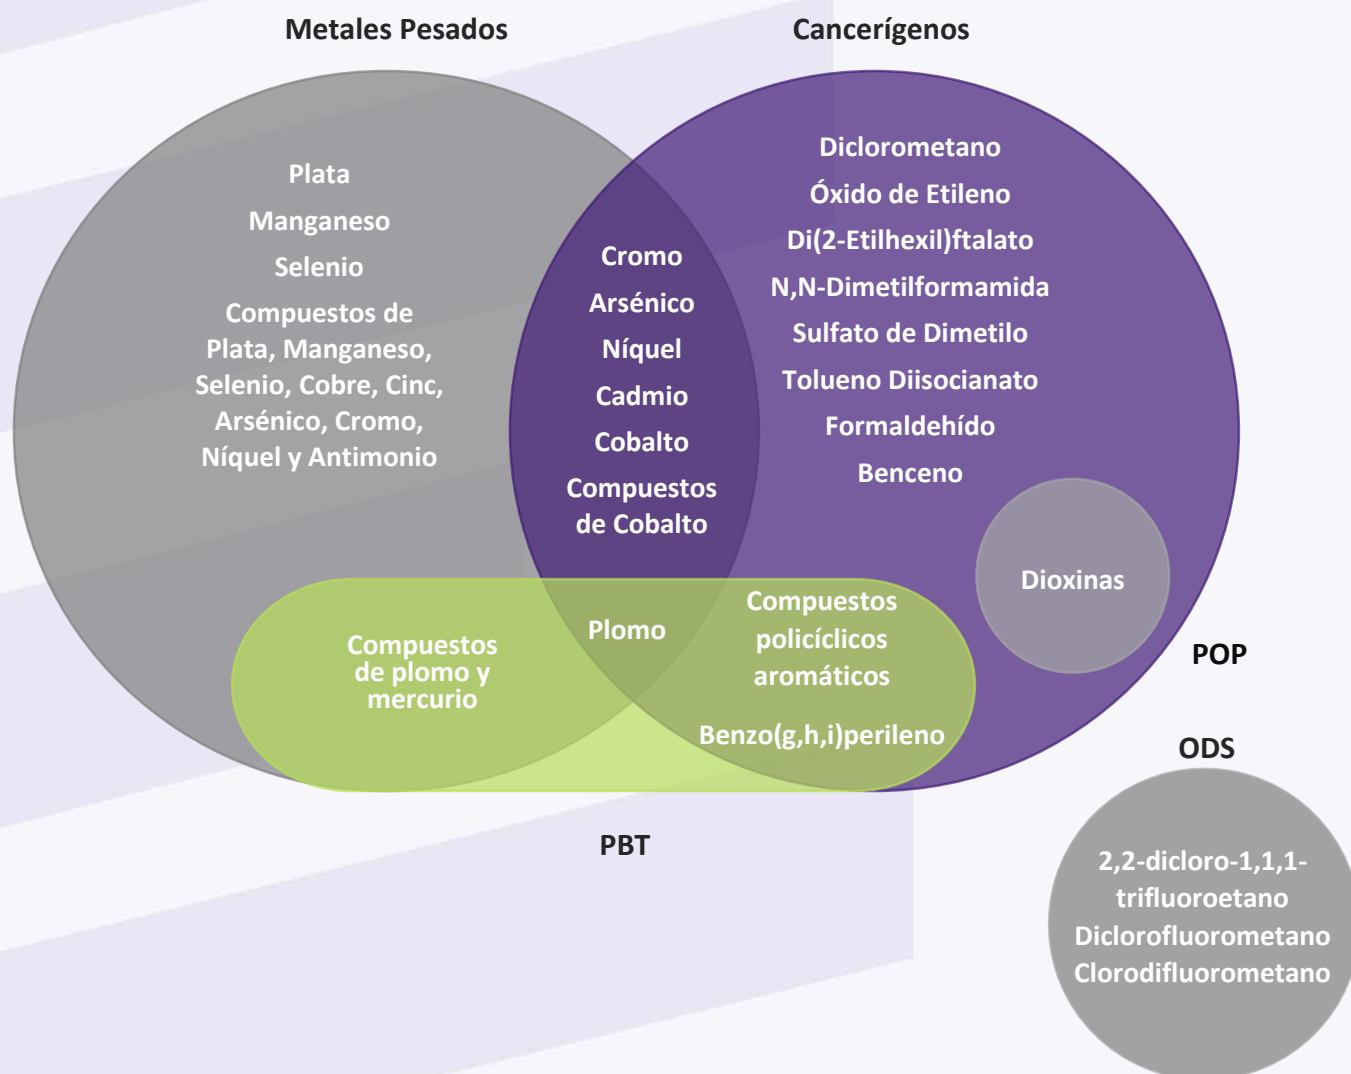 Metales Pesados
Cancerígenos
Plata
Manganeso
Selenio
Compuestos de
Plata, Manganeso,
Selenio, Cobre, Cinc,
Arsénico, Cromo,
Níquel y Antimonio
Cromo
Arsénico
Níquel
Cadmio
Cobalto
Compuestos
de Cobalto
Diclorometano
Óxido de Etileno
Di(2-Etilhexil)ftalato
N,N-Dimetilformamida
Sulfato de Dimetilo
Tolueno Diisocianato
Formaldehído
Benceno
Dioxinas
Compuestos
de plomo y
mercurio
Plomo
Compuestos
policíclicos
aromáticos
Benzo(g,h,i)perileno
POP
PBT
ODS
2,2-dicloro-1,1,1-
trifluoroetano
Diclorofluorometano
Clorodifluorometano